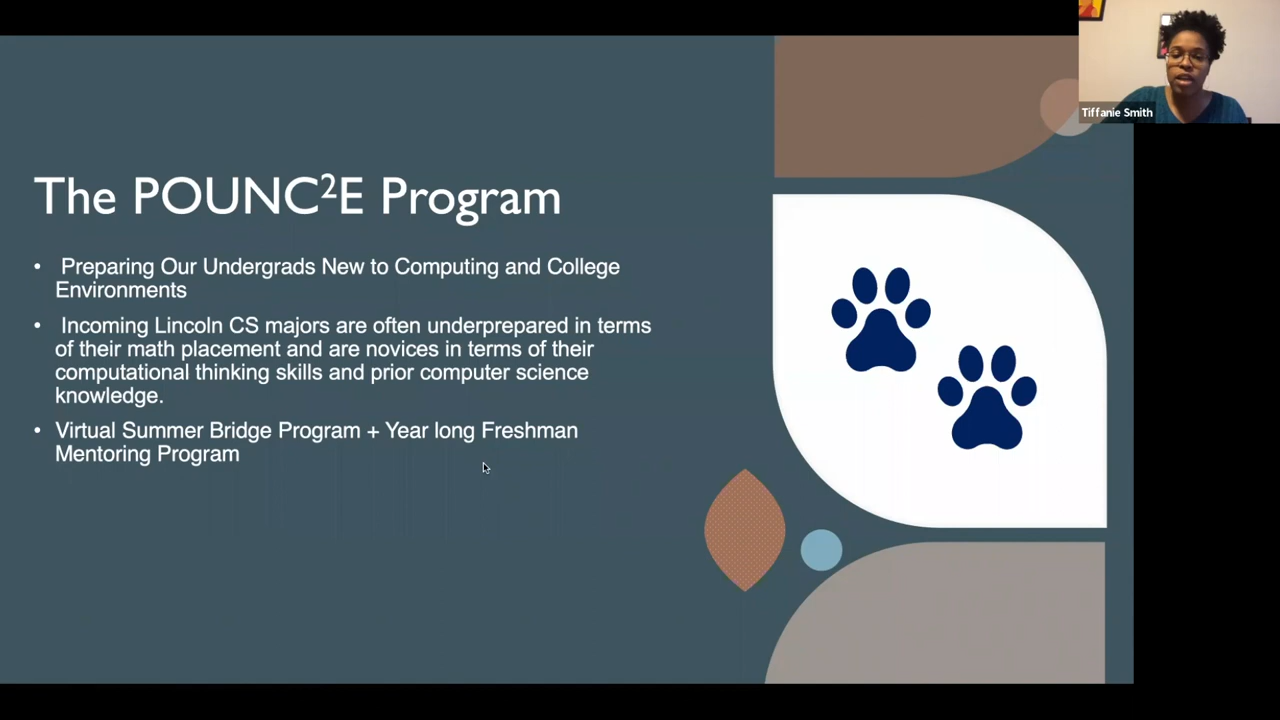 Tiffanie Smith
The POUNC²E Program
• Preparing Our Undergrads New to Computing and College
Environments
• Incoming Lincoln CS majors are often underprepared in terms
of their math placement and are novices in terms of their
computational thinking skills and prior computer science
knowledge.
• Virtual Summer Bridge Program + Year long Freshman
Mentoring Program